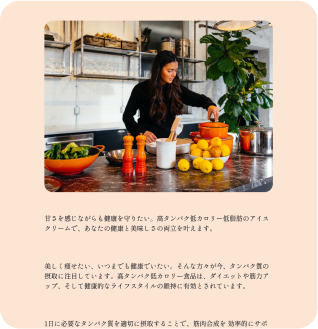 甘さを感じながらも健康を守りたい。高タンパク低カロリー低脂肪のアイス
クリームで、あなたの健康と美味しさの両立を叶えます。
美しく痩せたい、いつまでも健康でいたい。そんな方々が今、タンパク質の
摂取に注目しています。高タンパク低カロリー食品は、ダイエットや筋力ア
ップ、そして健康的なライフスタイルの維持に有効とされています。
1日に必要なタンパク質を適切に摂取することで、筋肉合成を 効率的にサポ